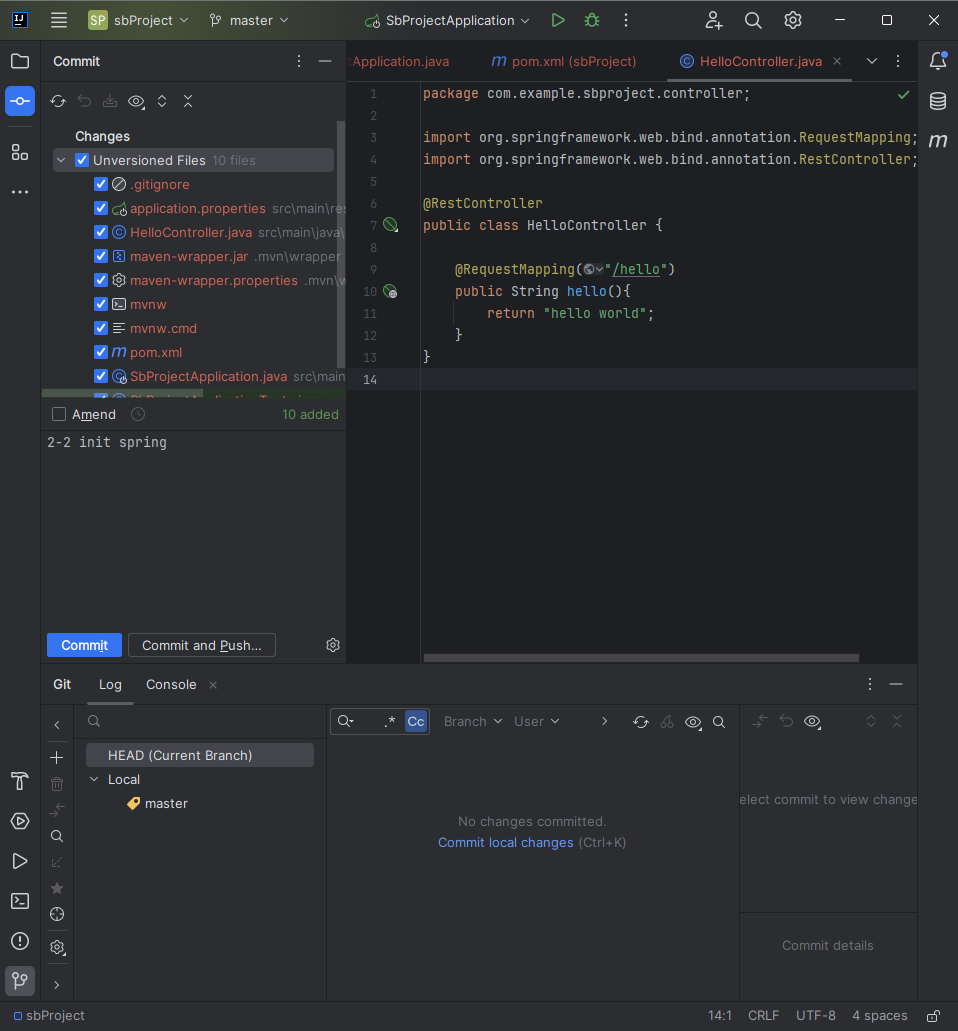 SP sbProject master SbProjectApplication
Commit
Application.java pom.xml (sbProject) HelloController.java
Changes
Unversioned Files 10 files
.gitignore
application.properties src\main\res
HelloController.java src\main\java\
maven-wrapper.jar .mvn\wrapper
maven-wrapper.properties .mvn\w
mvnw
mvnw.cmd
pom.xml
SbProjectApplication.java src\main
Amend 10 added
2-2 init spring
Commit Commit and Push...
1 package com.example.sbproject.controller;
2
3 import org.springframework.web.bind.annotation.RequestMapping;
4 import org.springframework.web.bind.annotation.RestController;
5
6 @RestController
7 public class HelloController {
8
9 @RequestMapping("/hello")
10 public String hello(){
11 return "hello world";
12 }
13 }
14
Git Log Console
.* Cc Branch User
HEAD (Current Branch)
Local
master
No changes committed.
Commit local changes (Ctrl+K)
elect commit to view change
Commit details
sbProject 14:1 CRLF UTF-8 4 spaces